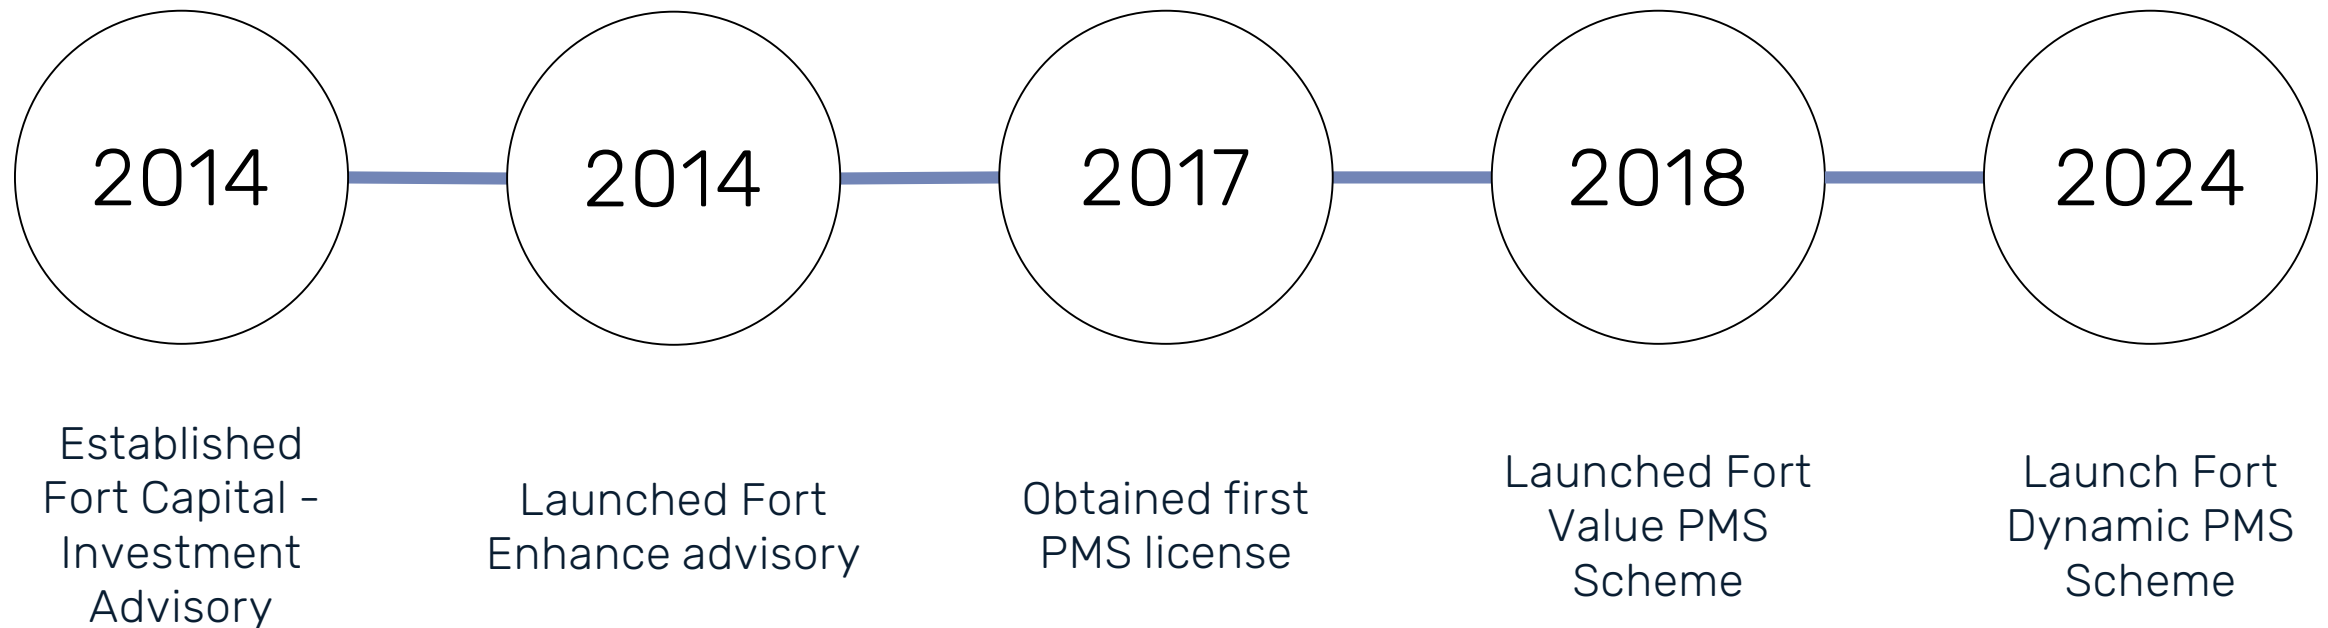 2014
2014
2017
2018
2024
Established
Fort Capital -
Investment
Advisory
Launched Fort
Enhance advisory
Obtained first
PMS license
Launched Fort
Value PMS
Scheme
Launch Fort
Dynamic PMS
Scheme